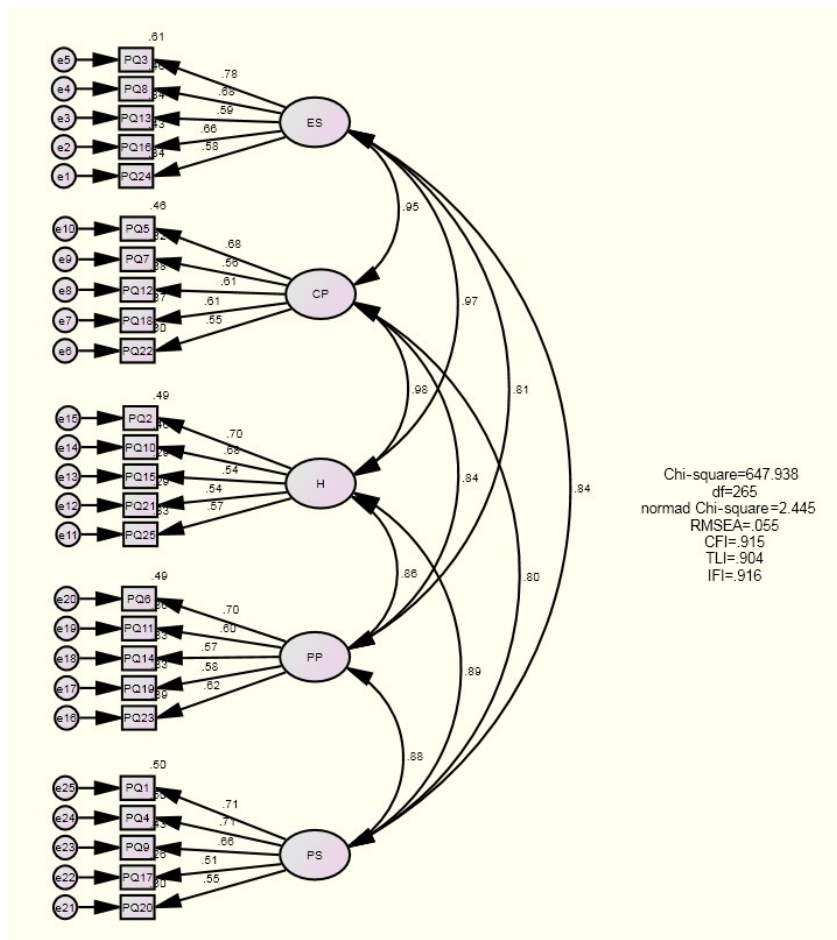 .61
e5 PQ3
.78
e4 PQ8
.68
e3 PQ13
.59
e2 PQ16
.66
e1 PQ24
.58
ES
.95
.46
e10 PQ5
.68
e9 PQ7
.56
e8 PQ12
.61
e7 PQ18
.61
e6 PQ22
.55
CP
.97
.98
.81
.49
e15 PQ2
.70
e14 PQ10
.68
e13 PQ15
.54
e12 PQ21
.54
e11 PQ25
.57
H
.84
.84
.86
.80
.49
e20 PQ6
.70
e19 PQ11
.60
e18 PQ14
.57
e17 PQ19
.58
e16 PQ23
.62
PP
.89
.88
.50
e25 PQ1
.71
e24 PQ4
.71
e23 PQ9
.66
e22 PQ17
.51
e21 PQ20
.55
PS
Chi-square=647.938
df=265
normad Chi-square=2.445
RMSEA=.055
CFI=.915
TLI=.904
IFI=.916